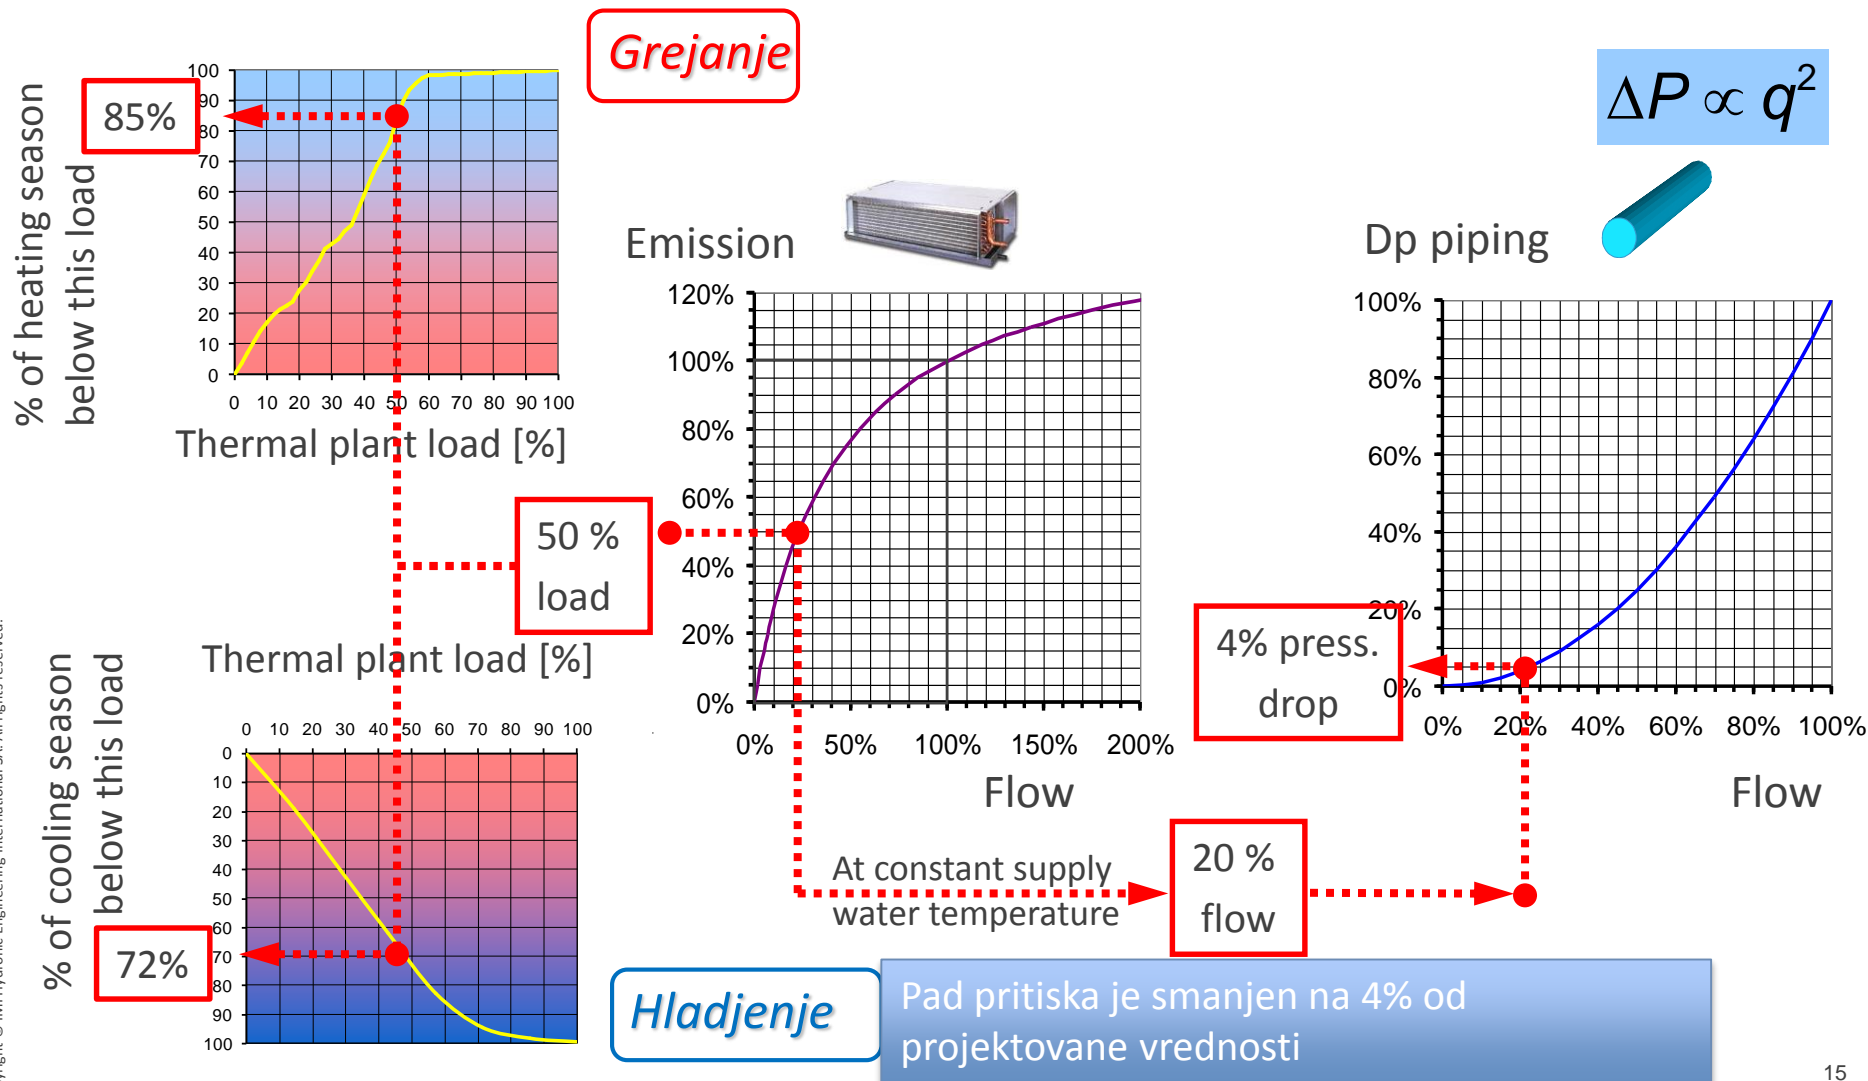 Grejanje
ΔP ∝ q²
% of heating season
below this load
85%
100
90
80
70
60
50
40
30
20
10
0
0 10 20 30 40 50 60 70 80 90 100
Thermal plant load [%]
Emission
120%
100%
80%
60%
40%
20%
0%
0% 50% 100% 150% 200%
Flow
Dp piping
100%
80%
60%
40%
20%
0%
0% 20% 40% 60% 80% 100%
Flow
50 %
load
4% press.
drop
Thermal plant load [%]
% of cooling season
below this load
0 10 20 30 40 50 60 70 80 90 100
0
10
20
30
40
50
60
70
80
90
100
72%
At constant supply
water temperature
20 %
flow
Hladjenje
Pad pritiska je smanjen na 4% od
projektovane vrednosti
15